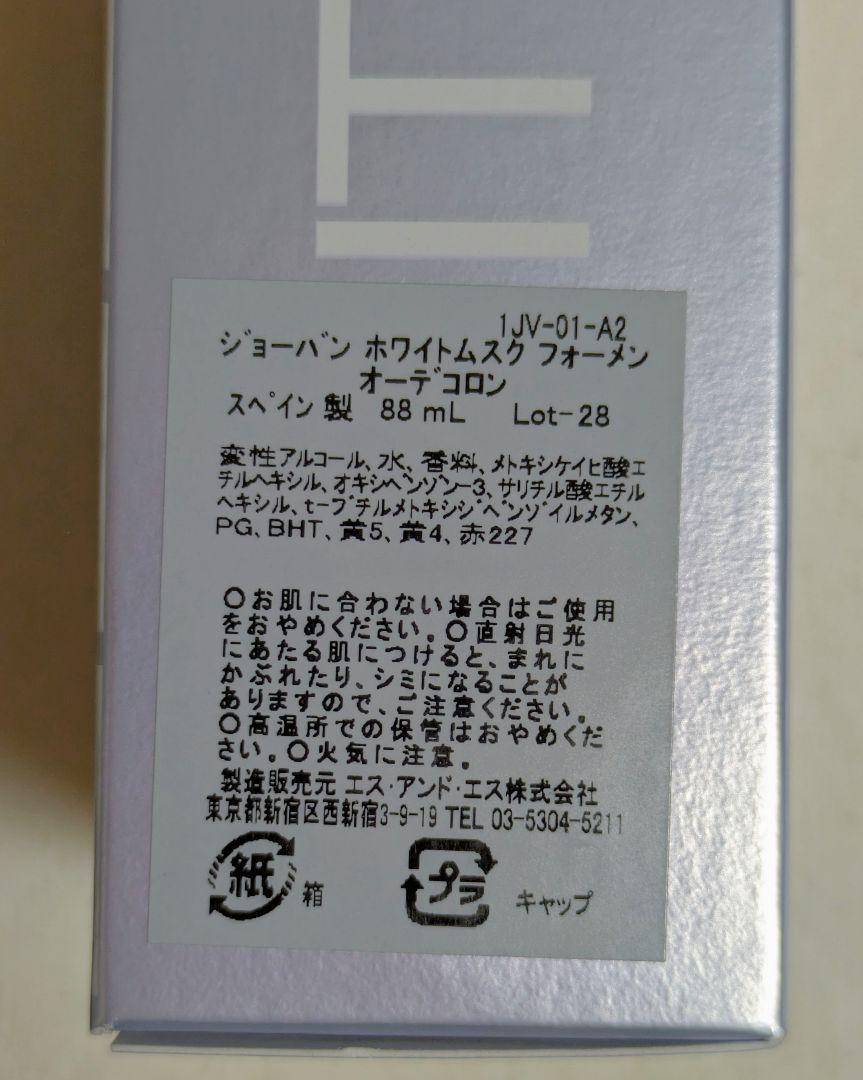 1JV-01-A2
ジョーバン ホワイトムスク フォーメン
オーデコロン
スペイン製 88 mL Lot-28
変性アルコール、水、香料、メトキシケイヒ酸エ
チルヘキシル、オキシベンゾン-3、サリチル酸エチル
ヘキシル、t-ブチルメトキシジベンゾイルメタン、
PG、BHT、黄5、黄4、赤227
○お肌に合わない場合はご使用
をおやめください。○直射日光
にあたる肌につけると、まれに
かぶれたり、シミになることが
ありますので、ご注意ください。
○高温所での保管はおやめくだ
さい。○火気に注意。
製造販売元 エス・アンド・エス株式会社
東京都新宿区西新宿3-9-19 TEL 03-5304-5211
紙 箱 プラ キャップ